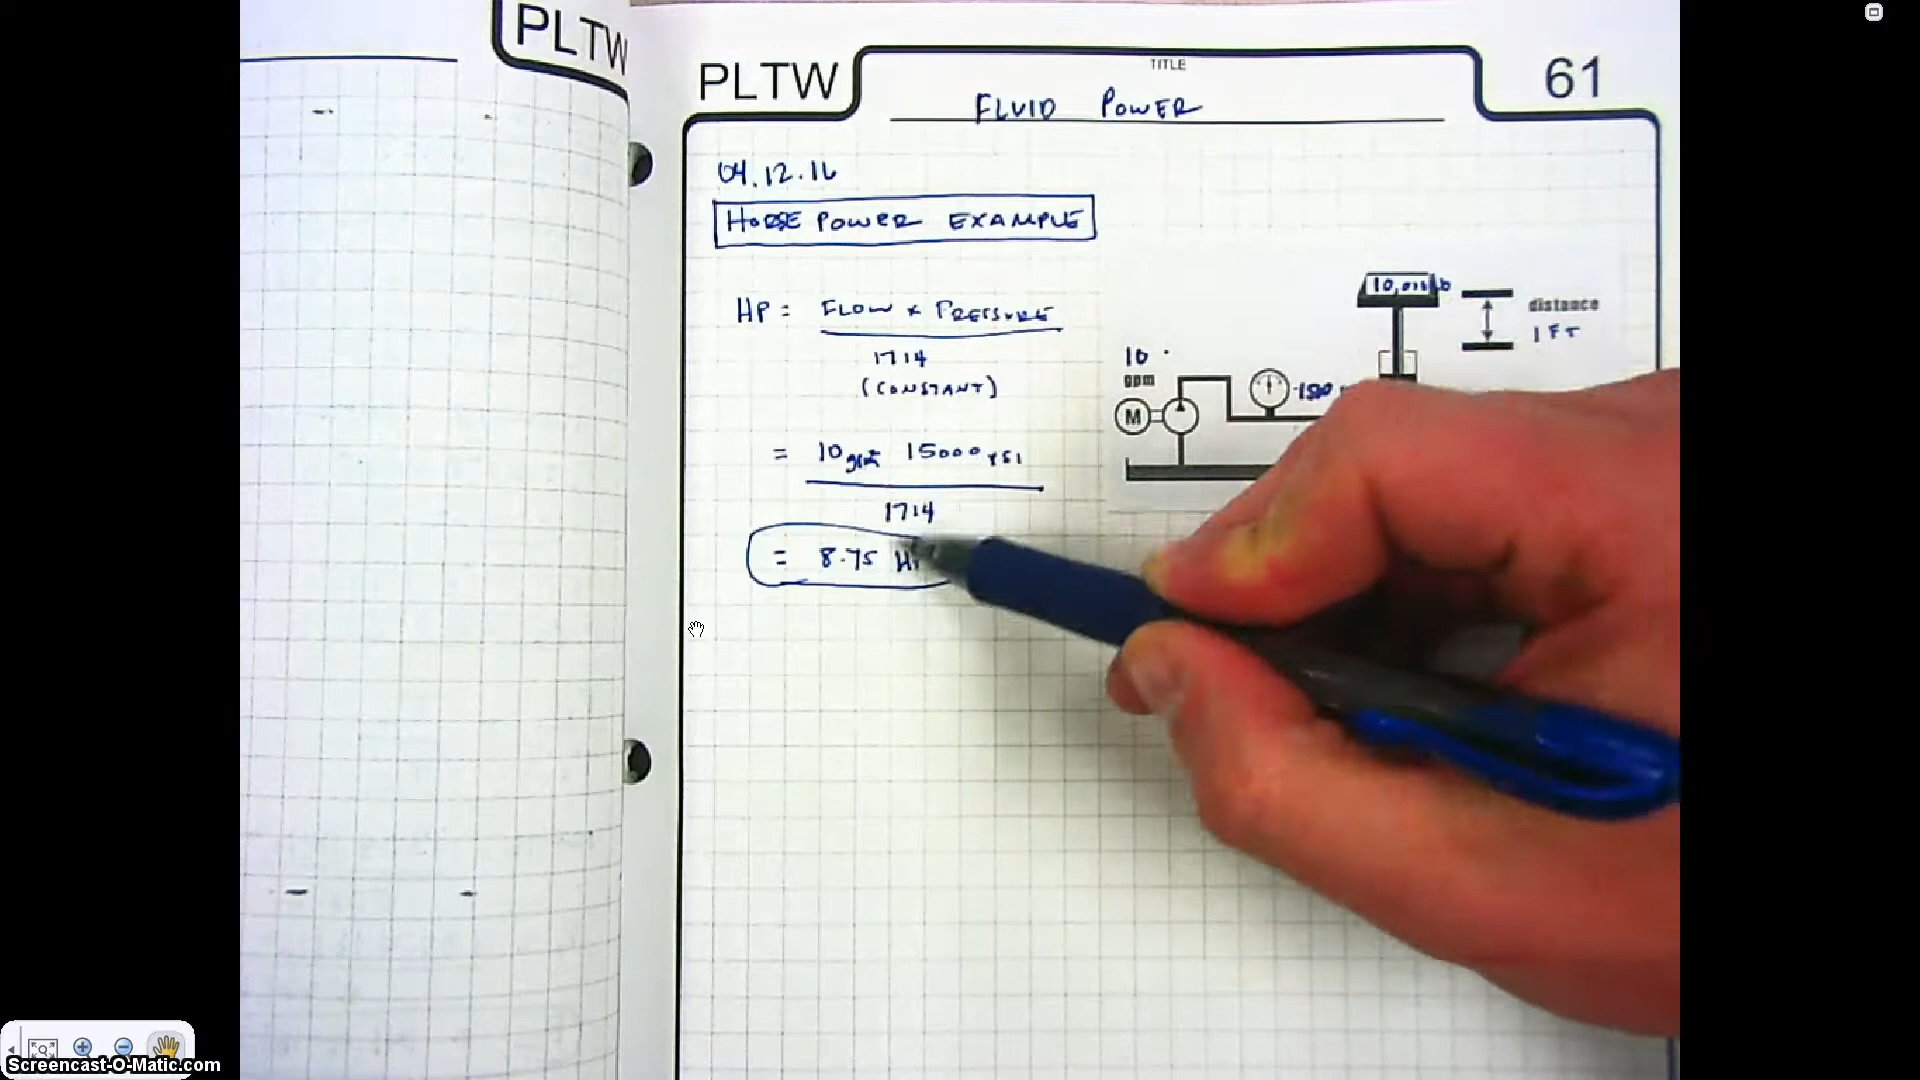 PLTW
PLTW
TITLE
61
FLUID POWER
04.12.16
HORSE POWER EXAMPLE
HP = FLOW x PRESSURE
1714
(CONSTANT)
= 10 gpm 15000 PSI
1714
= 8.75 HP
10
gpm
M
distance
1 FT
Screencast-O-Matic.com